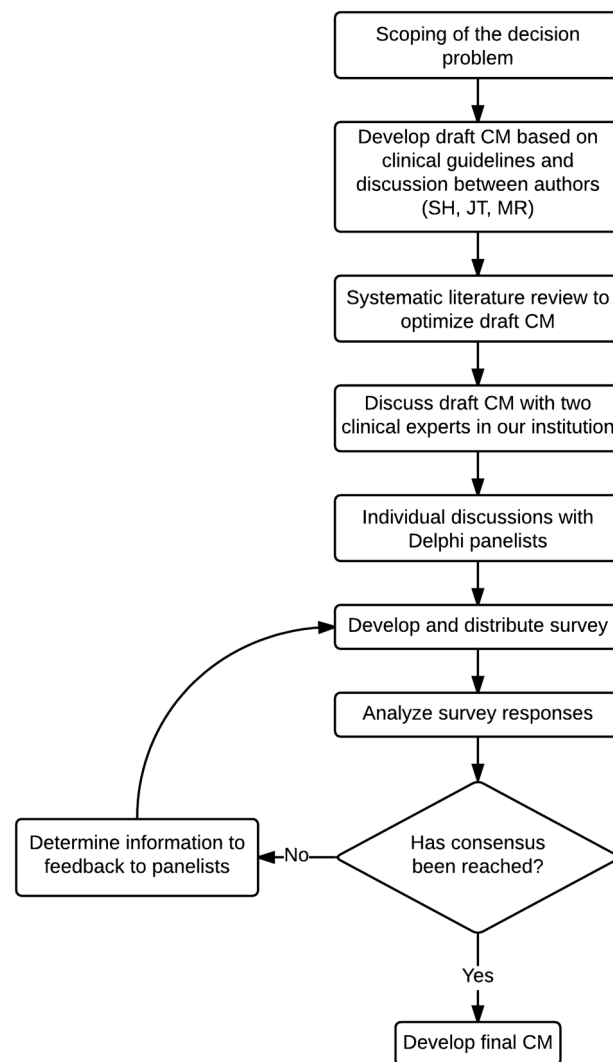 Scoping of the decision
problem
Develop draft CM based on
clinical guidelines and
discussion between authors
(SH, JT, MR)
Systematic literature review to
optimize draft CM
Discuss draft CM with two
clinical experts in our institution
Individual discussions with
Delphi panelists
Develop and distribute survey
Analyze survey responses
Has consensus
been reached?
No
Determine information to
feedback to panelists
Yes
Develop final CM